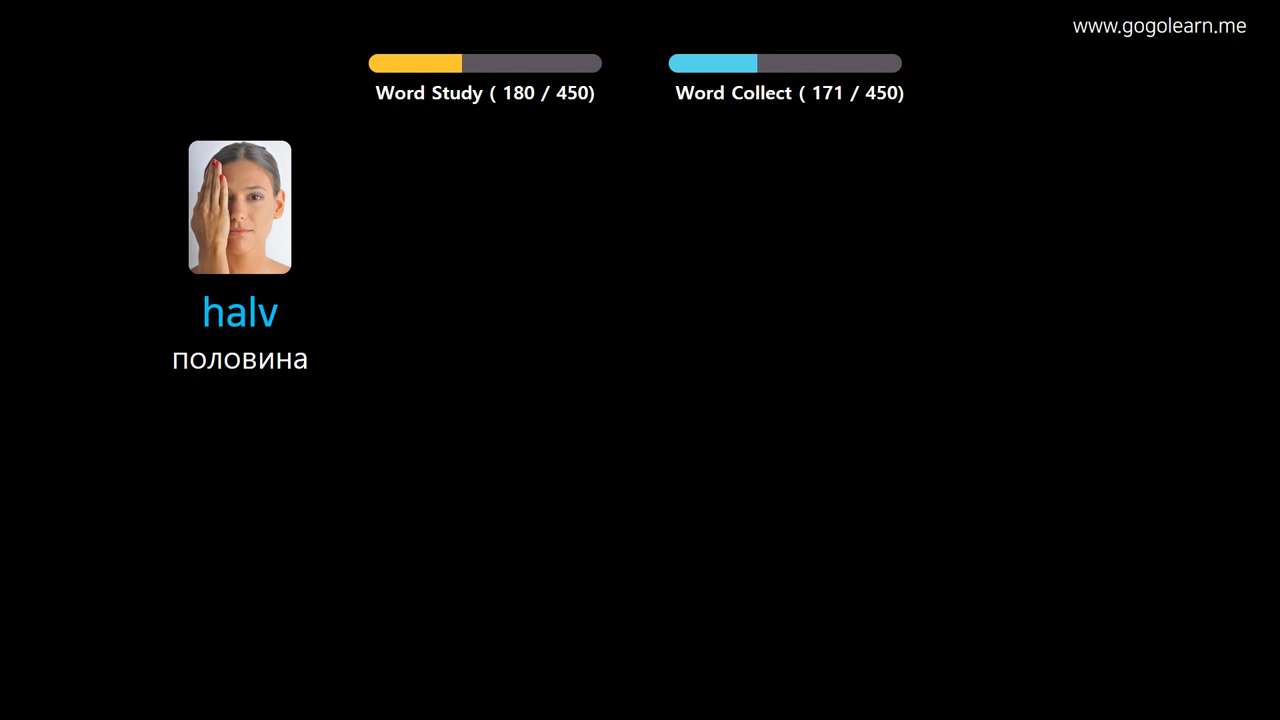 www.gogolearn.me
Word Study ( 180 / 450)
Word Collect ( 171 / 450)
halv
половина